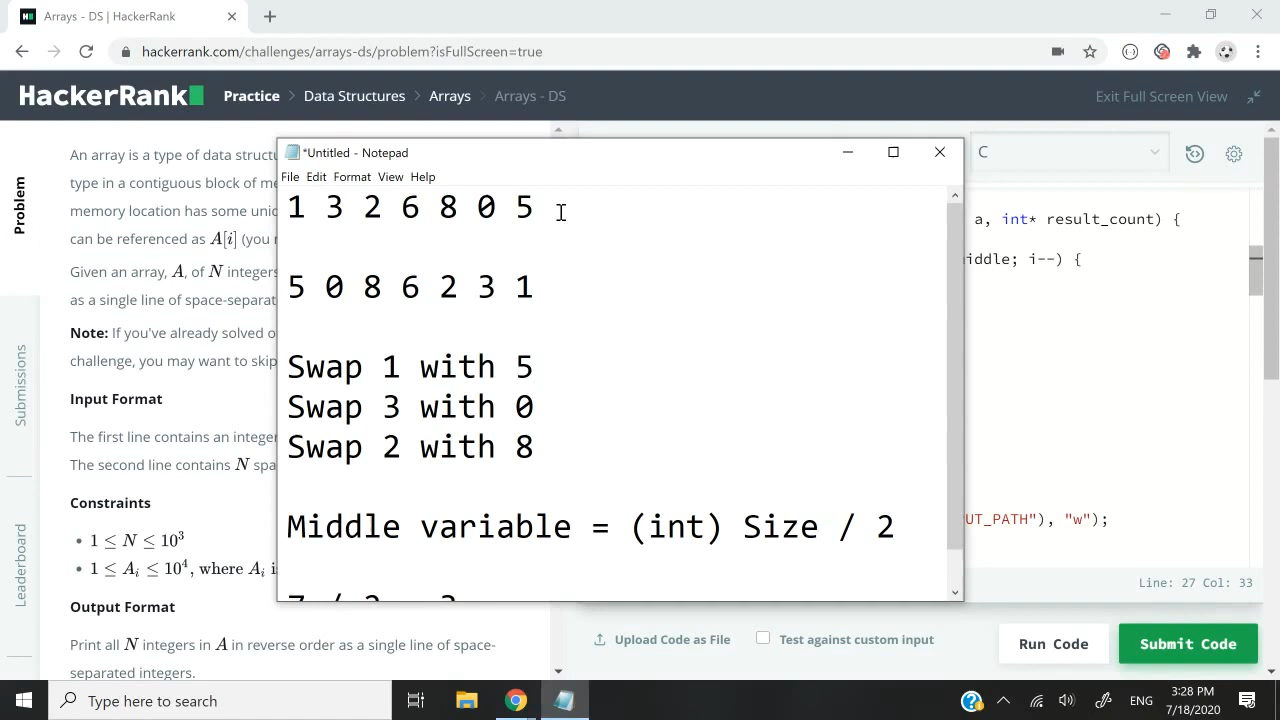 Arrays - DS | HackerRank
hackerrank.com/challenges/arrays-ds/problem?isFullScreen=true
HackerRank
Practice > Data Structures > Arrays > Arrays - DS
Exit Full Screen View
Problem
Submissions
Leaderboard
An array is a type of data structu
type in a contiguous block of me
memory location has some uniq
can be referenced as A[i] (you
Given an array, A, of N integers
as a single line of space-separat
Note: If you've already solved o
challenge, you may want to skip
Input Format
The first line contains an integer
The second line contains N spa
Constraints
• 1 ≤ N ≤ 10³
• 1 ≤ Aᵢ ≤ 10⁴, where Aᵢ i
Output Format
Print all N integers in A in reverse order as a single line of space-
separated integers.
*Untitled - Notepad
File Edit Format View Help
1 3 2 6 8 0 5
5 0 8 6 2 3 1
Swap 1 with 5
Swap 3 with 0
Swap 2 with 8
Middle variable = (int) Size / 2
C
a, int* result_count) {
iddle; i--) {
UT_PATH"), "w");
Line: 27 Col: 33
Upload Code as File
Test against custom input
Run Code
Submit Code
Type here to search
ENG
3:28 PM
7/18/2020